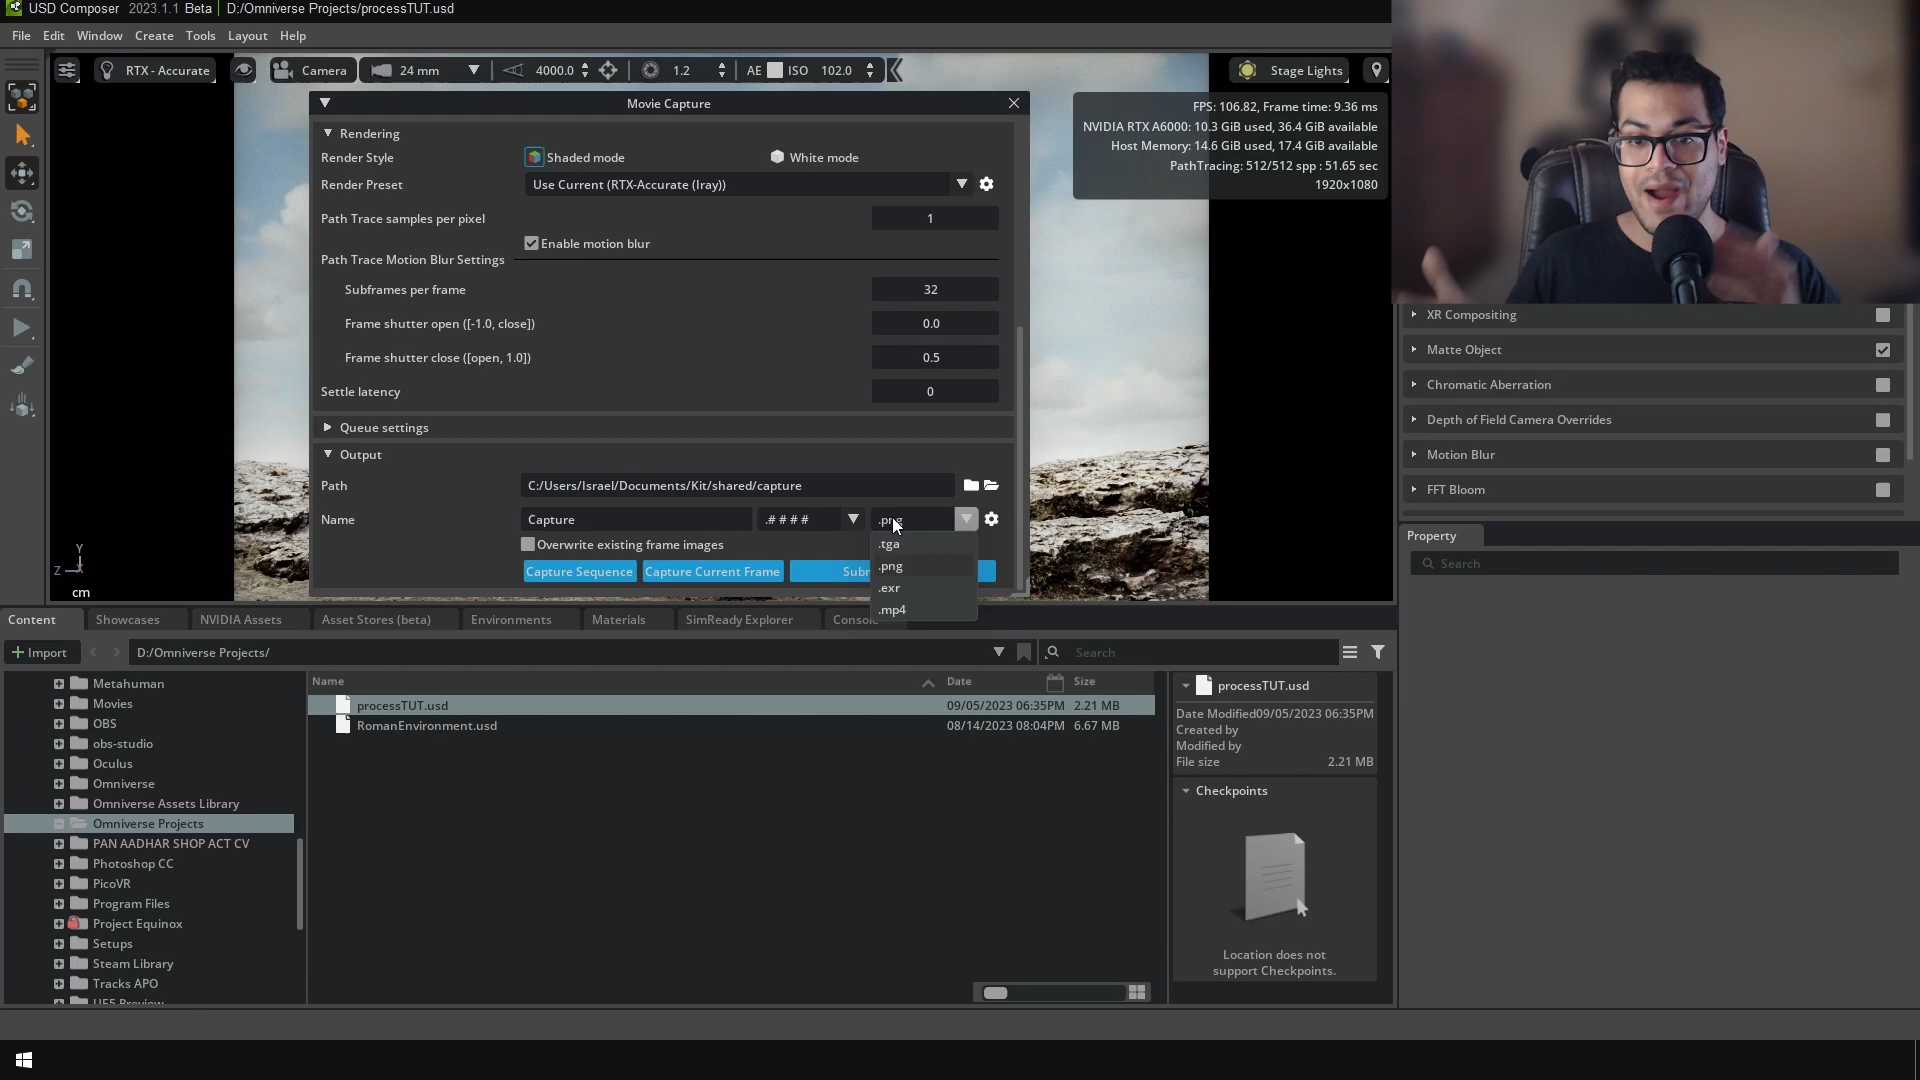 USD Composer 2023.1.1 Beta | D:/Omniverse Projects/processTUT.usd
File Edit Window Create Tools Layout Help
RTX - Accurate Camera 24 mm 4000.0 1.2 AE ISO 102.0 Stage Lights
Movie Capture
FPS: 106.82, Frame time: 9.36 ms
NVIDIA RTX A6000: 10.3 GiB used, 36.4 GiB available
Host Memory: 14.6 GiB used, 17.4 GiB available
PathTracing: 512/512 spp : 51.65 sec
1920x1080
Rendering
Render Style Shaded mode White mode
Render Preset Use Current (RTX-Accurate (Iray))
Path Trace samples per pixel 1
Enable motion blur
Path Trace Motion Blur Settings
Subframes per frame 32
Frame shutter open ([-1.0, close]) 0.0
Frame shutter close ([open, 1.0]) 0.5
Settle latency 0
Queue settings
Output
Path C:/Users/Israel/Documents/Kit/shared/capture
Name Capture .#### .png
Overwrite existing frame images
Capture Sequence Capture Current Frame
.tga
.png
.exr
.mp4
Y
Z X
cm
XR Compositing
Matte Object
Chromatic Aberration
Depth of Field Camera Overrides
Motion Blur
FFT Bloom
Property
Search
Content Showcases NVIDIA Assets Asset Stores (beta) Environments Materials SimReady Explorer Console
Import D:/Omniverse Projects/ Search
Metahuman
Movies
OBS
obs-studio
Oculus
Omniverse
Omniverse Assets Library
Omniverse Projects
PAN AADHAR SHOP ACT CV
Photoshop CC
PicoVR
Program Files
Project Equinox
Setups
Steam Library
Tracks APO
UE5 Preview
Name Date Size
processTUT.usd 09/05/2023 06:35PM 2.21 MB
RomanEnvironment.usd 08/14/2023 08:04PM 6.67 MB
processTUT.usd
Date Modified09/05/2023 06:35PM
Created by
Modified by
File size 2.21 MB
Checkpoints
Location does not
support Checkpoints.